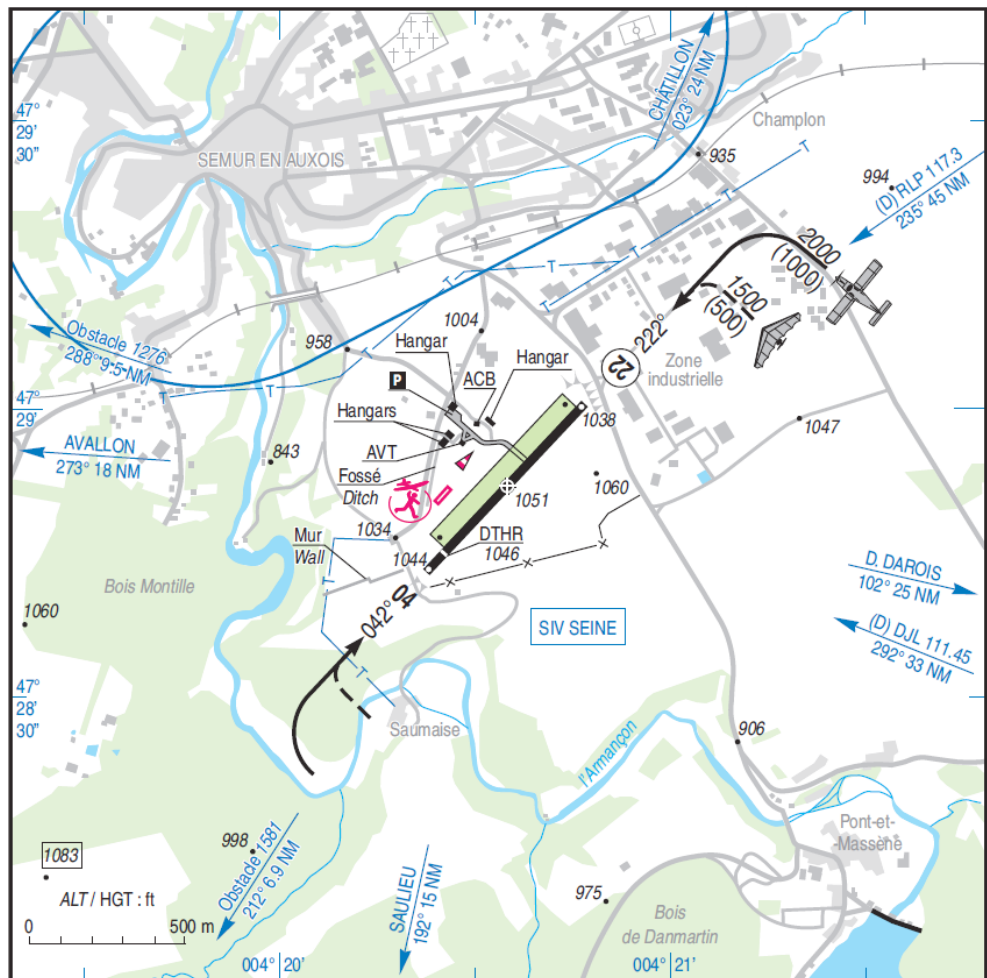 CHÂTILLON
023° 24 NM
47°
29'
30"
Champlon
SEMUR EN AUXOIS
935
994
(D) RLP 117.3
235° 45 NM
2000
(1000)
1500
(500)
T
T
T
T
1004
222°
22
Obstacle 1276
288° 9.5 NM
958
Hangar
Hangar
ACB
P
Zone
industrielle
T
T
47°
29'
1038
1047
Hangars
AVALLON
273° 18 NM
843
AVT
Fossé
Ditch
1060
1051
1034
DTHR
1046
Mur
Wall
1044
D. DAROIS
102° 25 NM
Bois Montille
T
042°
04
1060
SIV SEINE
(D) DJL 111.45
292° 33 NM
T
47°
28'
30"
Saumaise
906
l'Armançon
Pont-et-
-Massène
998
Obstacle 1581
212° 6.9 NM
1083
SAULIEU
192° 15 NM
975
ALT / HGT : ft
0 500 m
Bois
de Danmartin
004° 20'
004° 21'